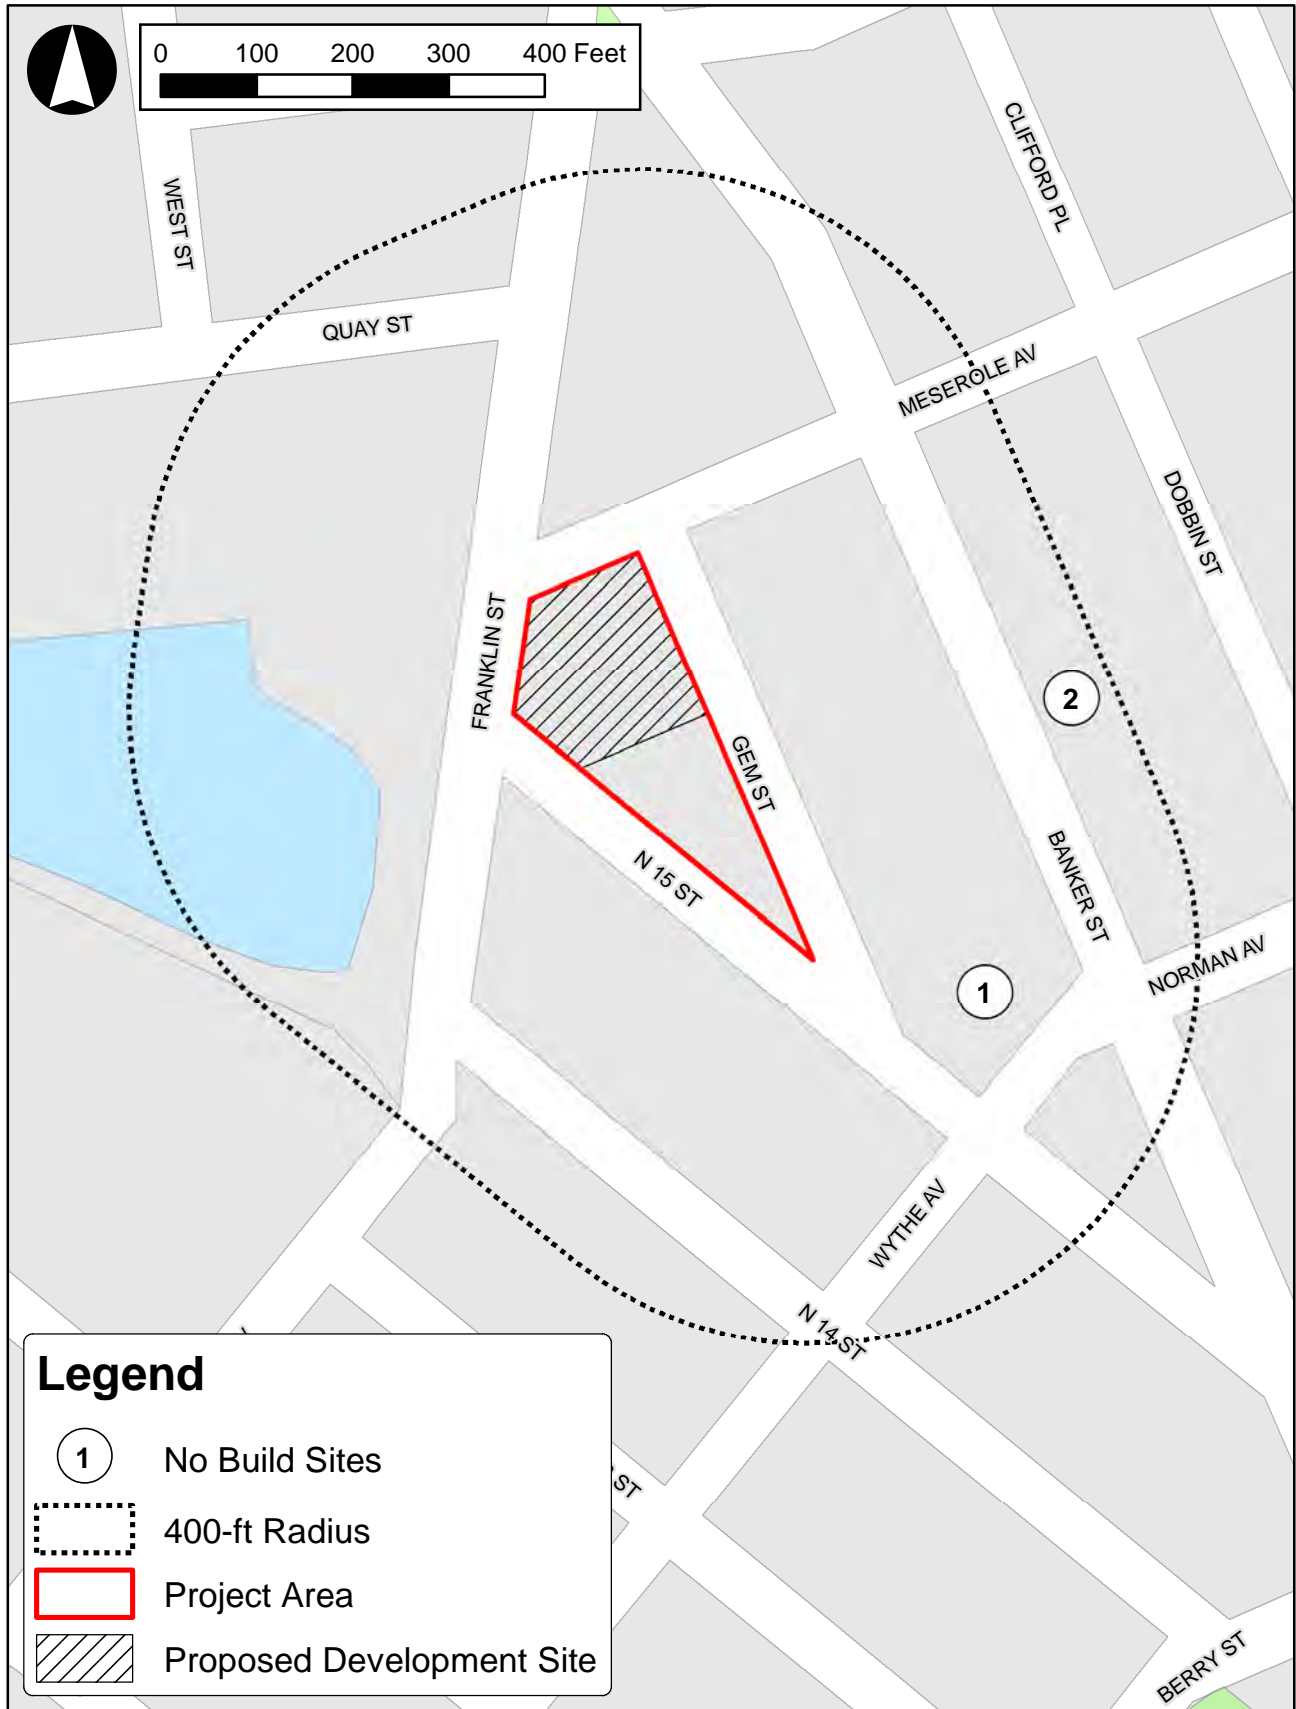 0 100 200 300 400 Feet
CLIFFORD PL
WEST ST
QUAY ST
MESEROLE AV
DOBBIN ST
FRANKLIN ST
2
GEM ST
BANKER ST
N 15 ST
NORMAN AV
1
WYTHE AV
N 14 ST
ST
BERRY ST
Legend
1 No Build Sites
400-ft Radius
Project Area
Proposed Development Site